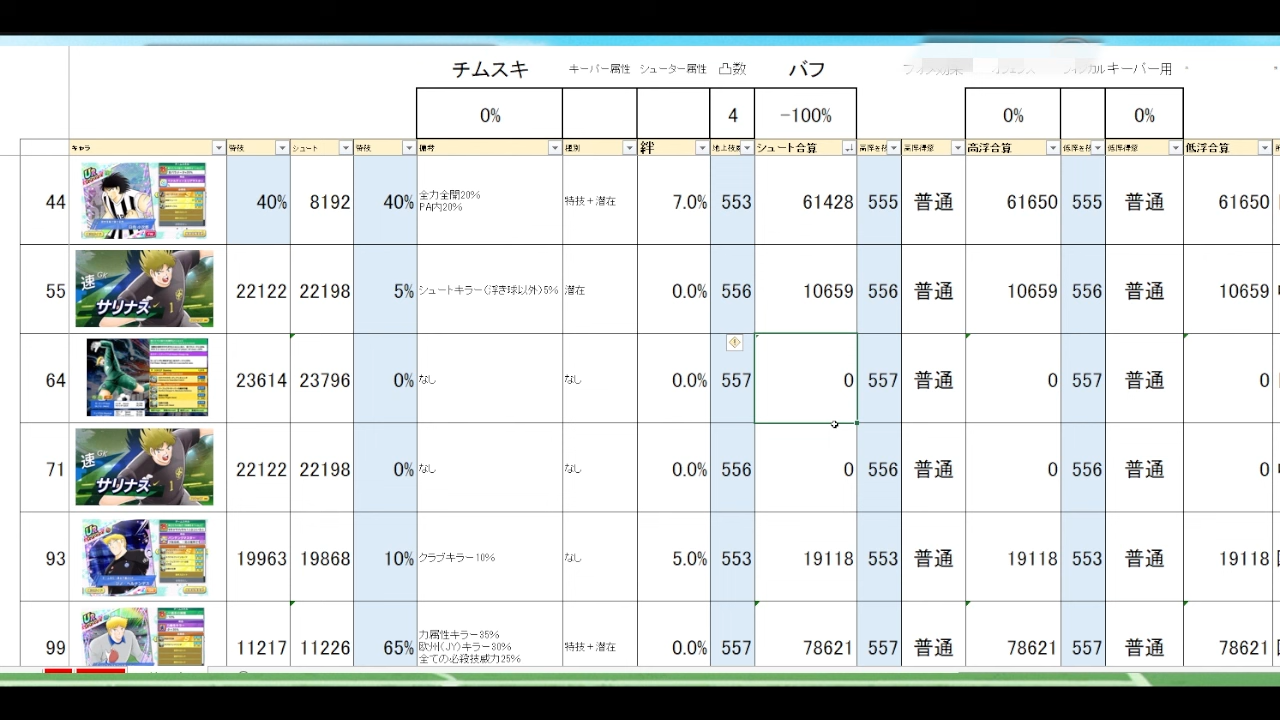 チムスキ キーパー属性 シューター属性 凸数 バフ キーパー用
0% 4 -100% 0% 0%
キャラ 特技 シュート 特技 備考 種別 絆 シュート合算 高浮合算 低浮合算
44 40% 8192 40% 全力全開20% 特技+潜在 7.0% 553 61428 555 普通 61650 555 普通 61650
PA内20%
55 速 GK サリナス 22122 22198 5% シュートキラー(浮き球以外)5% 潜在 0.0% 556 10659 556 普通 10659 556 普通 10659
64 23614 23796 0% なし なし 0.0% 557 0 557 普通 0 557 普通 0
71 速 GK サリナス 22122 22198 0% なし なし 0.0% 556 0 556 普通 0 556 普通 0
93 19963 19868 10% クラブキラー10% なし 5.0% 553 19118 553 普通 19118 553 普通 19118
99 11217 11226 65% 力属性キラー35% 特技+潜在 0.0% 557 78621 557 普通 78621 557 普通 78621
欧州(JY)キラー30%
全ての必殺技威力25%